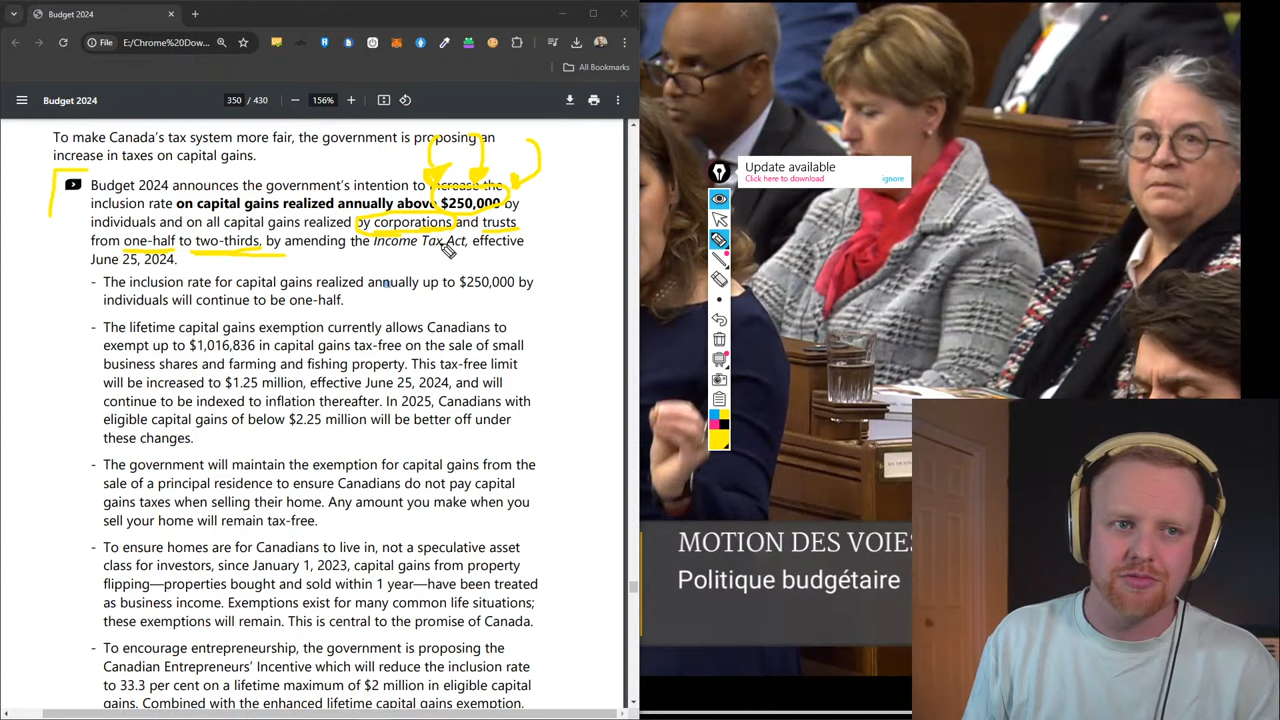 Budget 2024
File
E:/Chrome%20Dow...
All Bookmarks
Budget 2024
350 / 430
156%
To make Canada's tax system more fair, the government is proposing an
increase in taxes on capital gains.
Budget 2024 announces the government's intention to increase the
inclusion rate on capital gains realized annually above $250,000 by
individuals and on all capital gains realized by corporations and trusts
from one-half to two-thirds, by amending the Income Tax Act, effective
June 25, 2024.
- The inclusion rate for capital gains realized annually up to $250,000 by
individuals will continue to be one-half.
- The lifetime capital gains exemption currently allows Canadians to
exempt up to $1,016,836 in capital gains tax-free on the sale of small
business shares and farming and fishing property. This tax-free limit
will be increased to $1.25 million, effective June 25, 2024, and will
continue to be indexed to inflation thereafter. In 2025, Canadians with
eligible capital gains of below $2.25 million will be better off under
these changes.
- The government will maintain the exemption for capital gains from the
sale of a principal residence to ensure Canadians do not pay capital
gains taxes when selling their home. Any amount you make when you
sell your home will remain tax-free.
- To ensure homes are for Canadians to live in, not a speculative asset
class for investors, since January 1, 2023, capital gains from property
flipping—properties bought and sold within 1 year—have been treated
as business income. Exemptions exist for many common life situations;
these exemptions will remain. This is central to the promise of Canada.
- To encourage entrepreneurship, the government is proposing the
Canadian Entrepreneurs' Incentive which will reduce the inclusion rate
to 33.3 per cent on a lifetime maximum of $2 million in eligible capital
gains. Combined with the enhanced lifetime capital gains exemption,
Update available
Click here to download
ignore
MOTION DES VOIES
Politique budgétaire